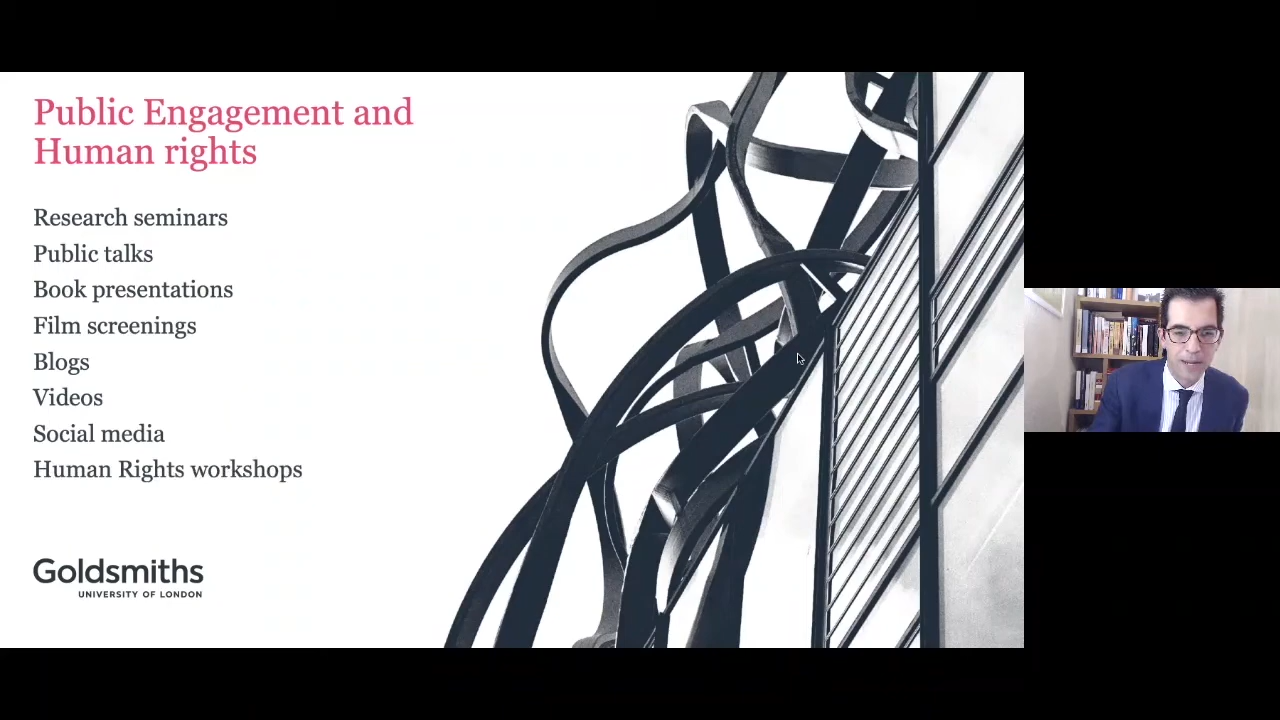 Public Engagement and
Human rights
Research seminars
Public talks
Book presentations
Film screenings
Blogs
Videos
Social media
Human Rights workshops
Goldsmiths
UNIVERSITY OF LONDON